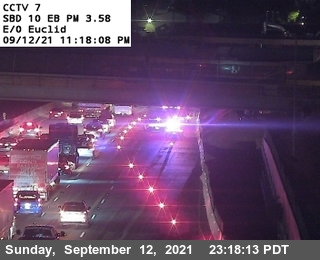 CCTV 7
SBD 10 EB PM 3.58
E/O Euclid
09/12/21 11:18:08 PM
Sunday, September 12, 2021 23:18:13 PDT